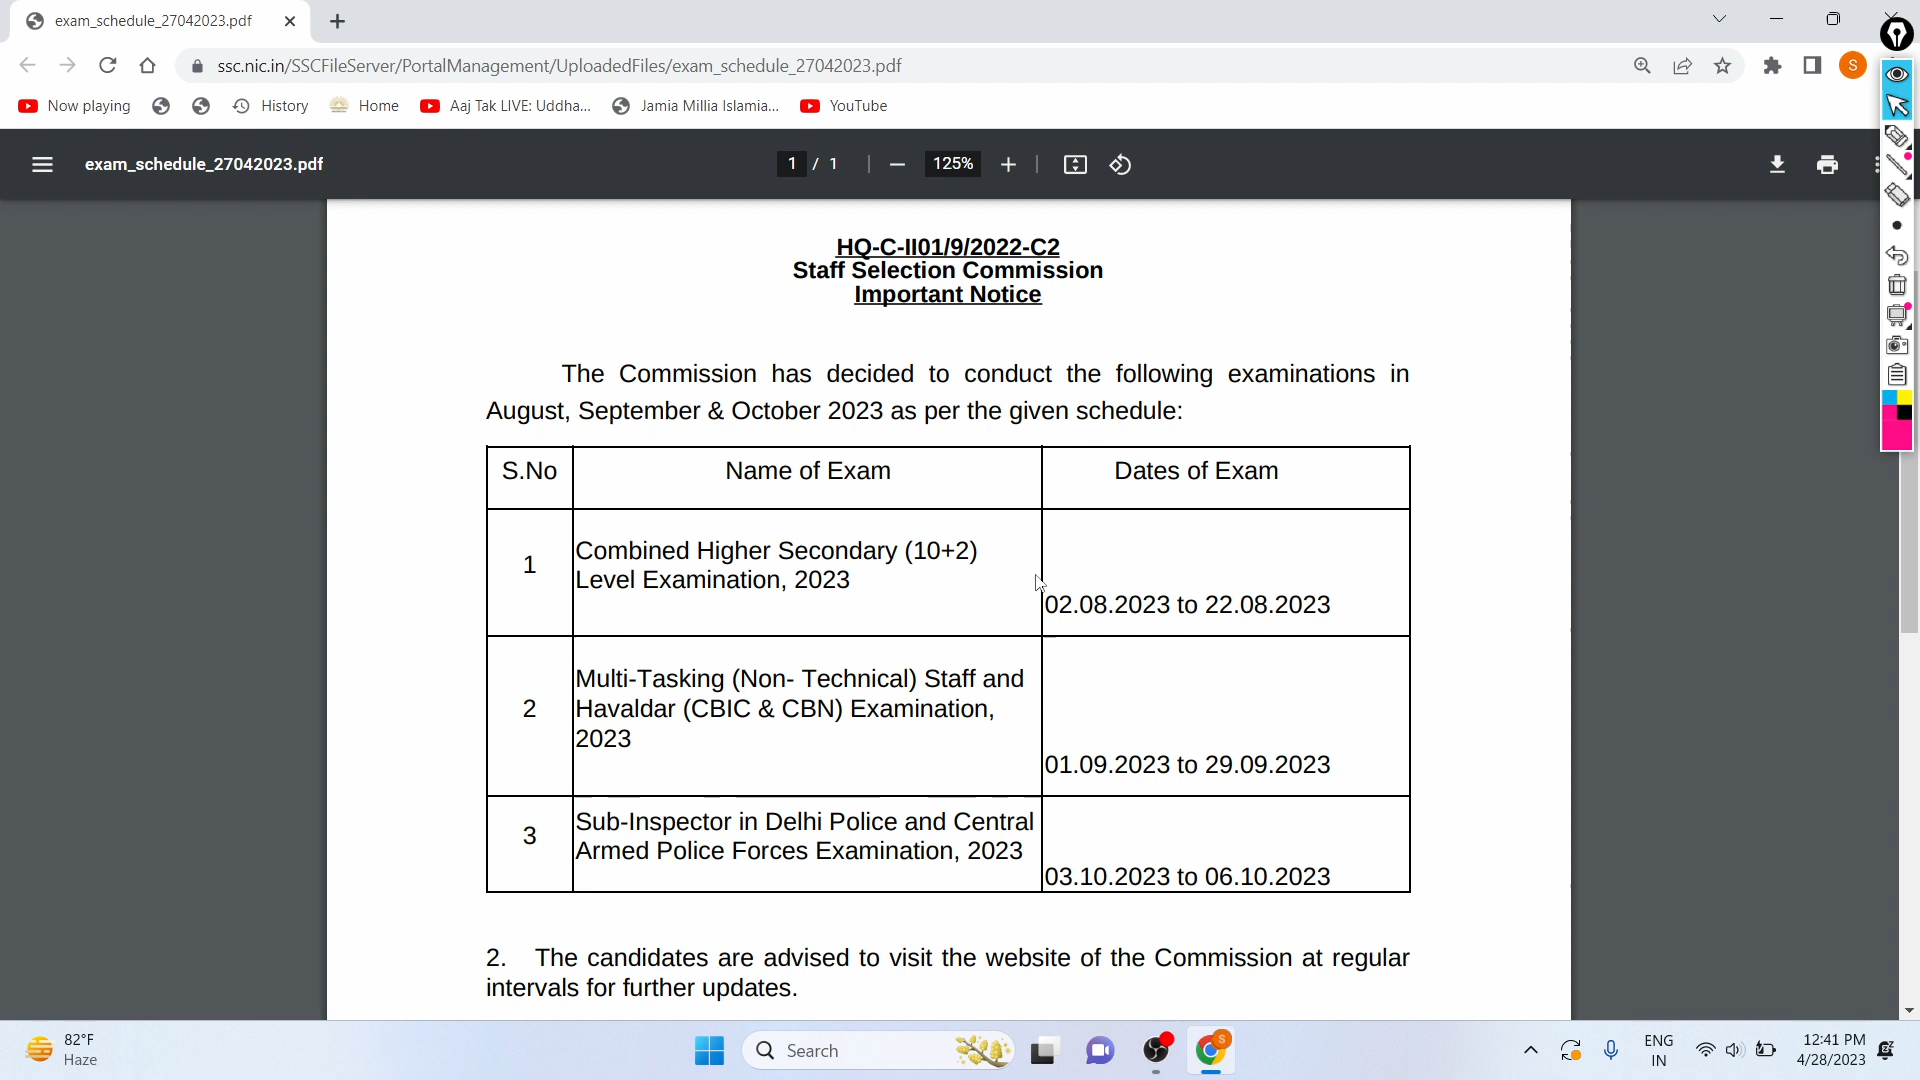 exam_schedule_27042023.pdf
ssc.nic.in/SSCFileServer/PortalManagement/UploadedFiles/exam_schedule_27042023.pdf
S
Now playing
History
Home
Aaj Tak LIVE: Uddha...
Jamia Millia Islamia...
YouTube
exam_schedule_27042023.pdf
1 / 1
125%
HQ-C-II01/9/2022-C2
Staff Selection Commission
Important Notice
The Commission has decided to conduct the following examinations in
August, September & October 2023 as per the given schedule:
S.No Name of Exam Dates of Exam
1
Combined Higher Secondary (10+2)
Level Examination, 2023
02.08.2023 to 22.08.2023
2
Multi-Tasking (Non- Technical) Staff and
Havaldar (CBIC & CBN) Examination,
2023
01.09.2023 to 29.09.2023
3
Sub-Inspector in Delhi Police and Central
Armed Police Forces Examination, 2023
03.10.2023 to 06.10.2023
2. The candidates are advised to visit the website of the Commission at regular
intervals for further updates.
82°F
Haze
Search
S
ENG
IN
12:41 PM
4/28/2023